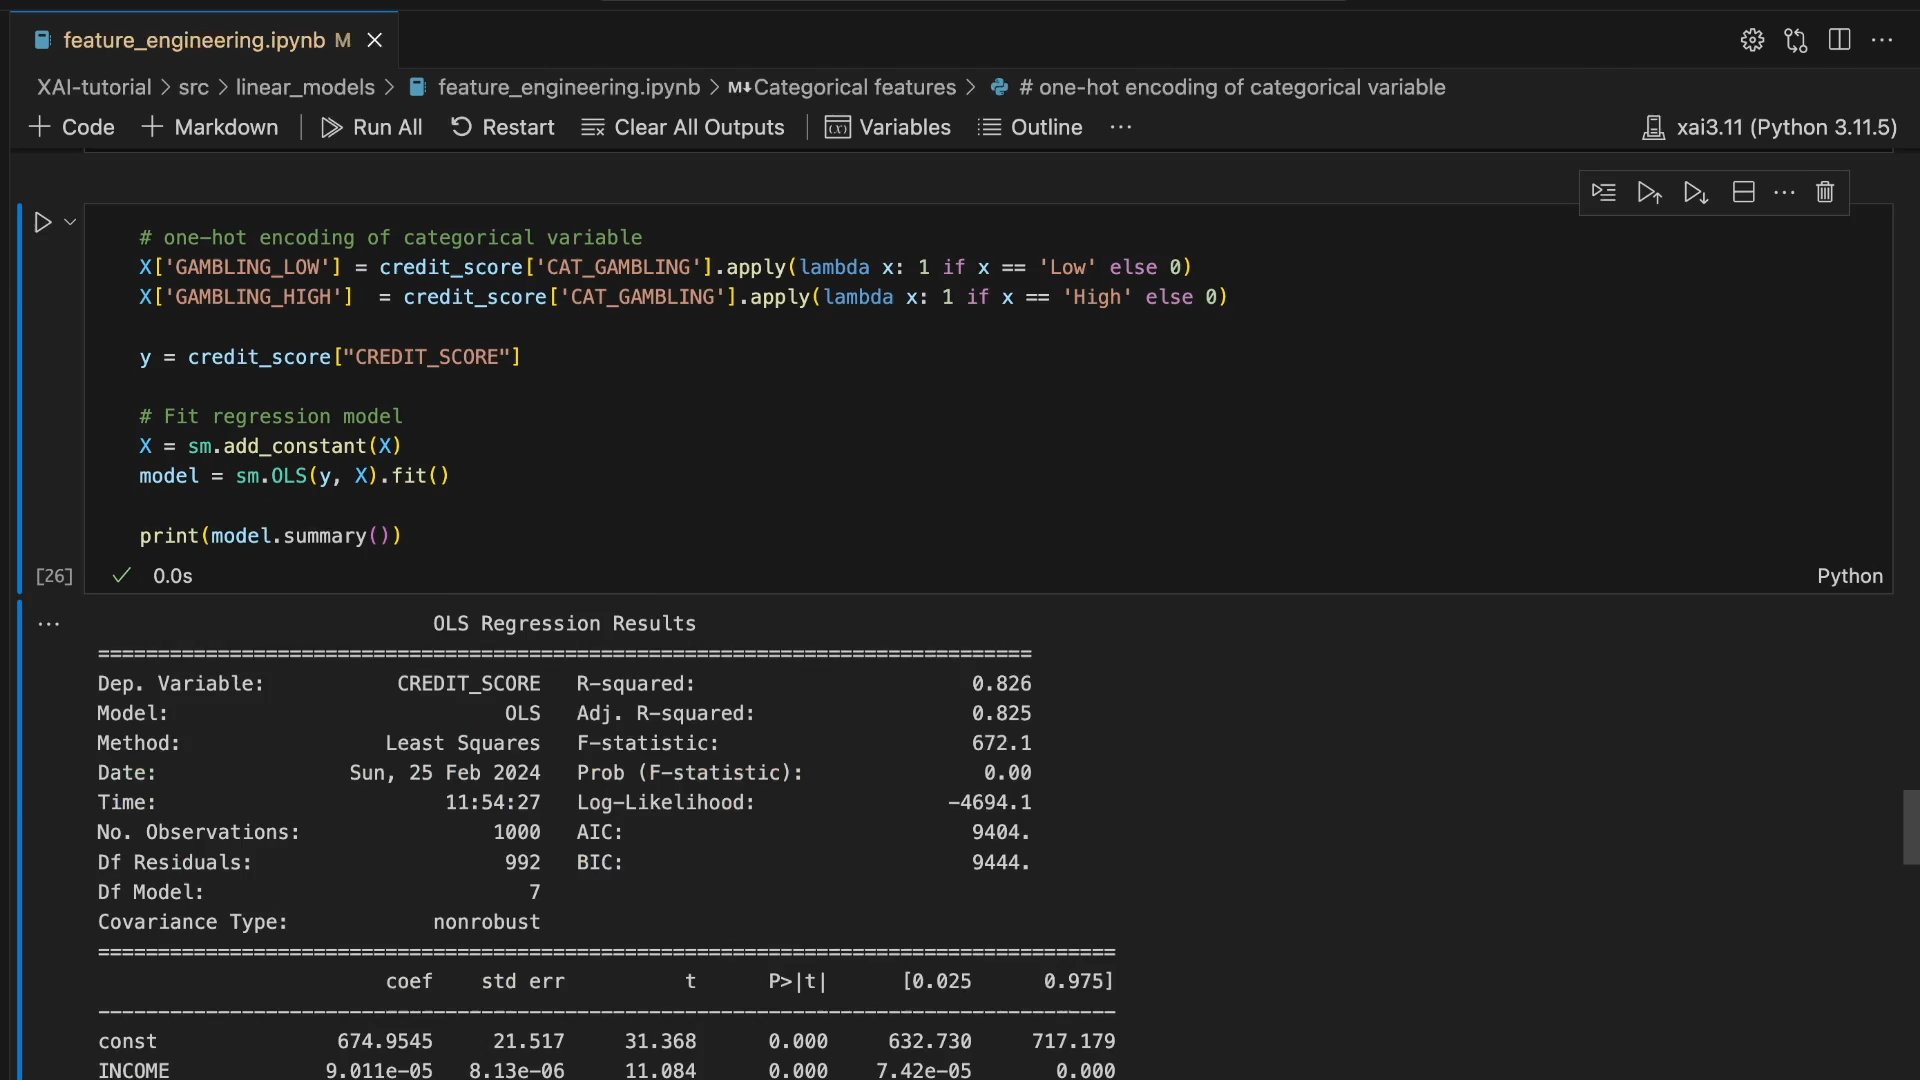 feature_engineering.ipynb M
XAI-tutorial > src > linear_models > feature_engineering.ipynb > M↓Categorical features > # one-hot encoding of categorical variable
+ Code + Markdown | Run All Restart Clear All Outputs | (x) Variables Outline ··· xai3.11 (Python 3.11.5)
# one-hot encoding of categorical variable
X['GAMBLING_LOW'] = credit_score['CAT_GAMBLING'].apply(lambda x: 1 if x == 'Low' else 0)
X['GAMBLING_HIGH']  = credit_score['CAT_GAMBLING'].apply(lambda x: 1 if x == 'High' else 0)
y = credit_score["CREDIT_SCORE"]
# Fit regression model
X = sm.add_constant(X)
model = sm.OLS(y, X).fit()
print(model.summary())
[26] ✓ 0.0s Python
OLS Regression Results
==============================================================================
Dep. Variable: CREDIT_SCORE R-squared: 0.826
Model: OLS Adj. R-squared: 0.825
Method: Least Squares F-statistic: 672.1
Date: Sun, 25 Feb 2024 Prob (F-statistic): 0.00
Time: 11:54:27 Log-Likelihood: -4694.1
No. Observations: 1000 AIC: 9404.
Df Residuals: 992 BIC: 9444.
Df Model: 7
Covariance Type: nonrobust
=====================================================================================
coef std err t P>|t| [0.025 0.975]
-------------------------------------------------------------------------------------
const 674.9545 21.517 31.368 0.000 632.730 717.179
INCOME 9.011e-05 8.13e-06 11.084 0.000 7.42e-05 0.000